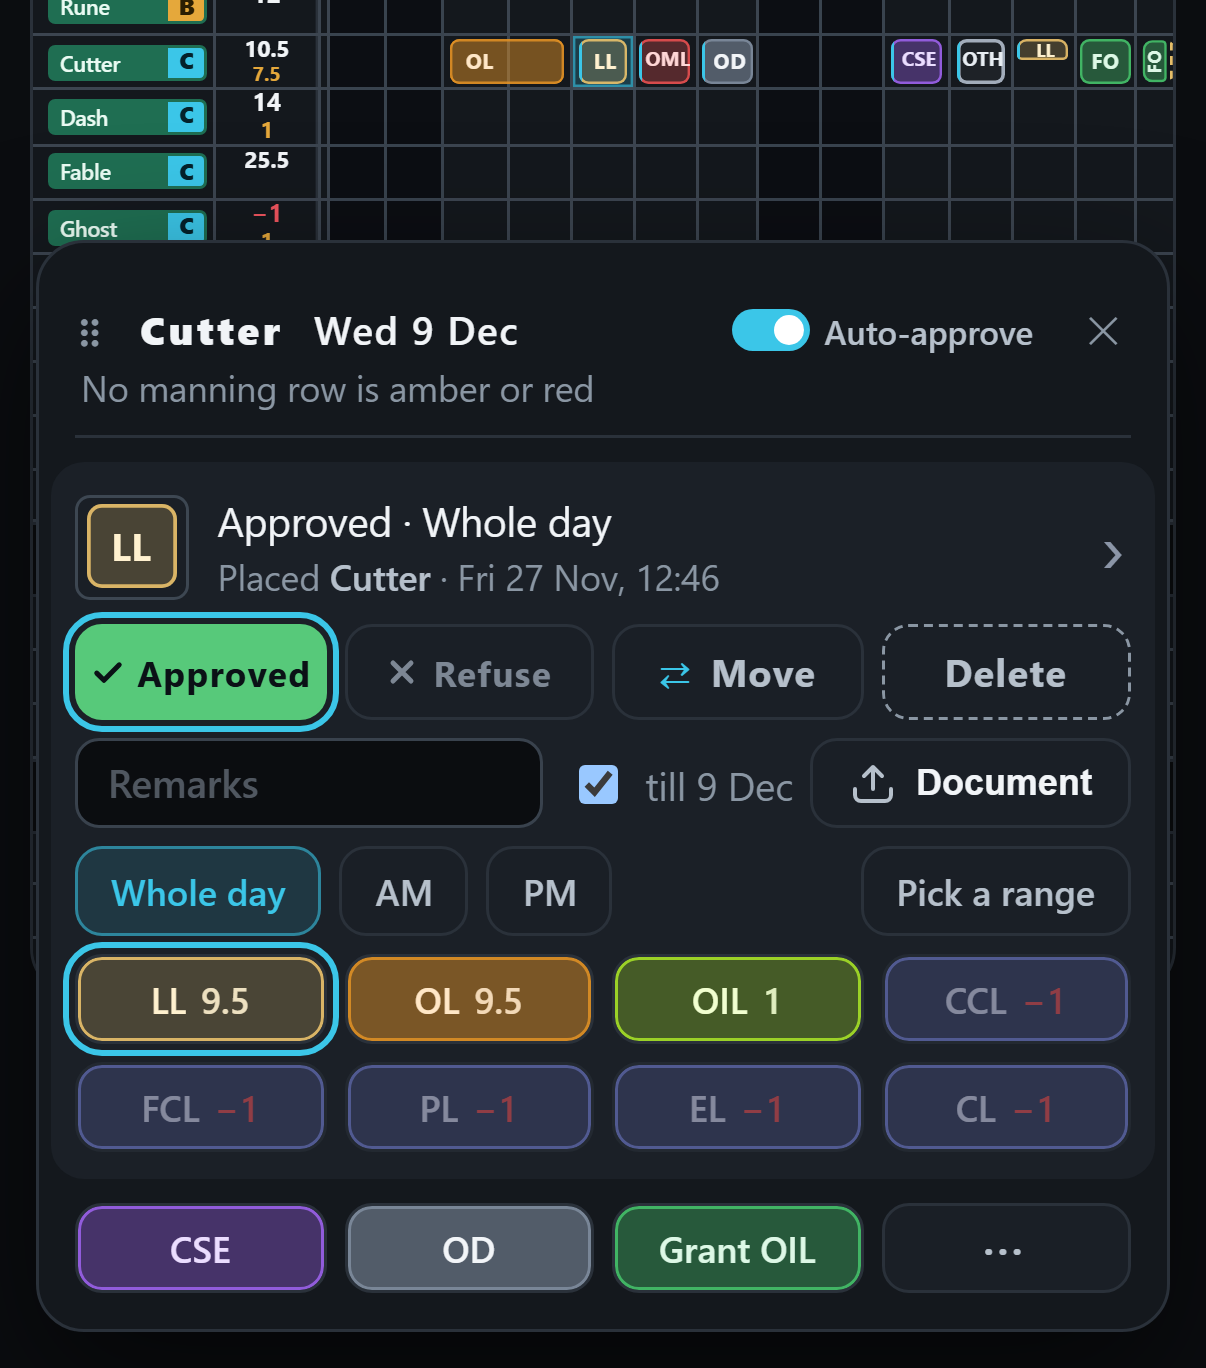 Rune B 12
Cutter C 10.5 OL LL OML OD CSE OTH LL FO FO
7.5
Dash C 14
1
Fable C 25.5
Ghost C −1
1
Cutter Wed 9 Dec Auto-approve
No manning row is amber or red
LL Approved · Whole day
Placed Cutter · Fri 27 Nov, 12:46
Approved Refuse Move Delete
Remarks till 9 Dec Document
Whole day AM PM Pick a range
LL 9.5 OL 9.5 OIL 1 CCL −1
FCL −1 PL −1 EL −1 CL −1
CSE OD Grant OIL ...